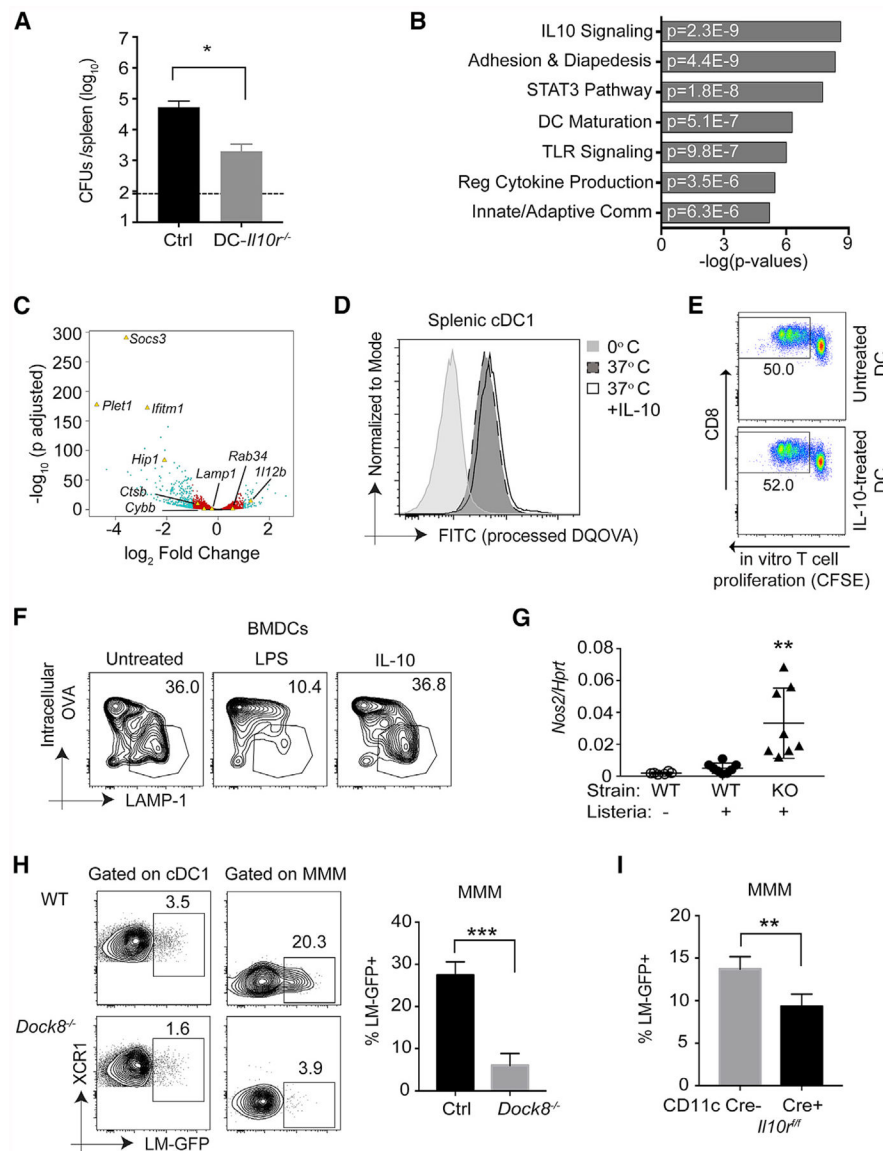 A
CFUs /spleen (log10)
7
6
5
4
3
2
1
*
Ctrl
DC-Il10r-/-
B
IL10 Signaling
p=2.3E-9
Adhesion & Diapedesis
p=4.4E-9
STAT3 Pathway
p=1.8E-8
DC Maturation
p=5.1E-7
TLR Signaling
p=9.8E-7
Reg Cytokine Production
p=3.5E-6
Innate/Adaptive Comm
p=6.3E-6
0 3 6 9
-log(p-values)
C
-log10 (p adjusted)
300
250
200
150
100
50
0
Socs3
Plet1
Ifitm1
Hip1
Rab34
Lamp1
1l12b
Ctsb
Cybb
-4 -2 0 2
log2 Fold Change
D
Splenic cDC1
Normalized to Mode
0o C
37o C
37o C
+IL-10
FITC (processed DQOVA)
E
CD8
50.0
Untreated
DC
52.0
IL-10-treated
DC
in vitro T cell
proliferation (CFSE)
F
BMDCs
Untreated
LPS
IL-10
Intracellular
OVA
36.0
10.4
36.8
LAMP-1
G
Nos2/Hprt
0.08
0.06
0.04
0.02
0
**
Strain: WT WT KO
Listeria: - + +
H
Gated on cDC1
Gated on MMM
WT
3.5
20.3
Dock8-/-
1.6
3.9
XCR1
LM-GFP
MMM
% LM-GFP+
40
30
20
10
0
***
Ctrl
Dock8-/-
I
MMM
% LM-GFP+
20
15
10
5
0
**
CD11c Cre- Cre+
Il10rf/f